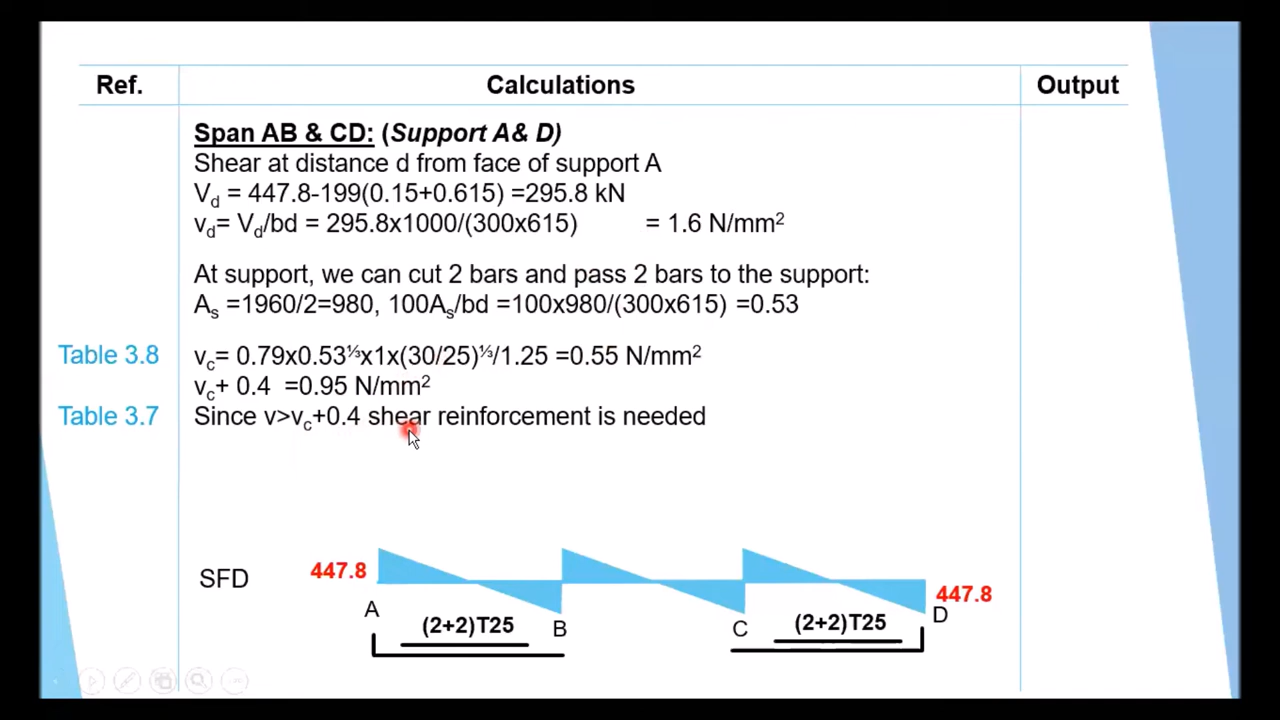 Ref. Calculations Output
Span AB & CD: (Support A& D)
Shear at distance d from face of support A
Vd = 447.8-199(0.15+0.615) =295.8 kN
vd= Vd/bd = 295.8x1000/(300x615) = 1.6 N/mm²
At support, we can cut 2 bars and pass 2 bars to the support:
As =1960/2=980, 100As/bd =100x980/(300x615) =0.53
Table 3.8 vc= 0.79x0.53⅓x1x(30/25)⅓/1.25 =0.55 N/mm²
vc+ 0.4 =0.95 N/mm²
Table 3.7 Since v>vc+0.4 shear reinforcement is needed
SFD 447.8 447.8
A (2+2)T25 B C (2+2)T25 D